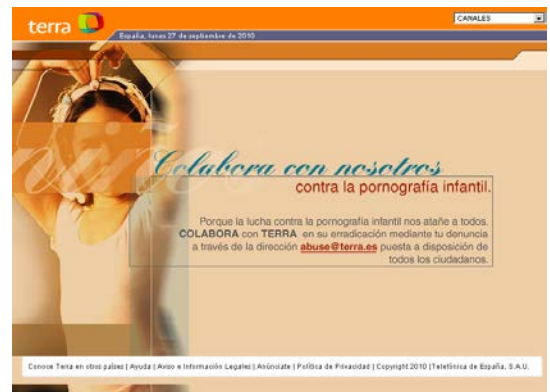 terra
CANALES
España, lunes 27 de septiembre de 2010
niños
Colabora con nosotros
contra la pornografía infantil.
Porque la lucha contra la pornografía infantil nos atañe a todos.
COLABORA con TERRA en su erradicación mediante tu denuncia
a través de la dirección abuse@terra.es puesta a disposición de
todos los ciudadanos.
Conoce Terra en otros países | Ayuda | Aviso e Información Legales | Anúnciate | Política de Privacidad | Copyright 2010 | Telefónica de España, S.A.U.